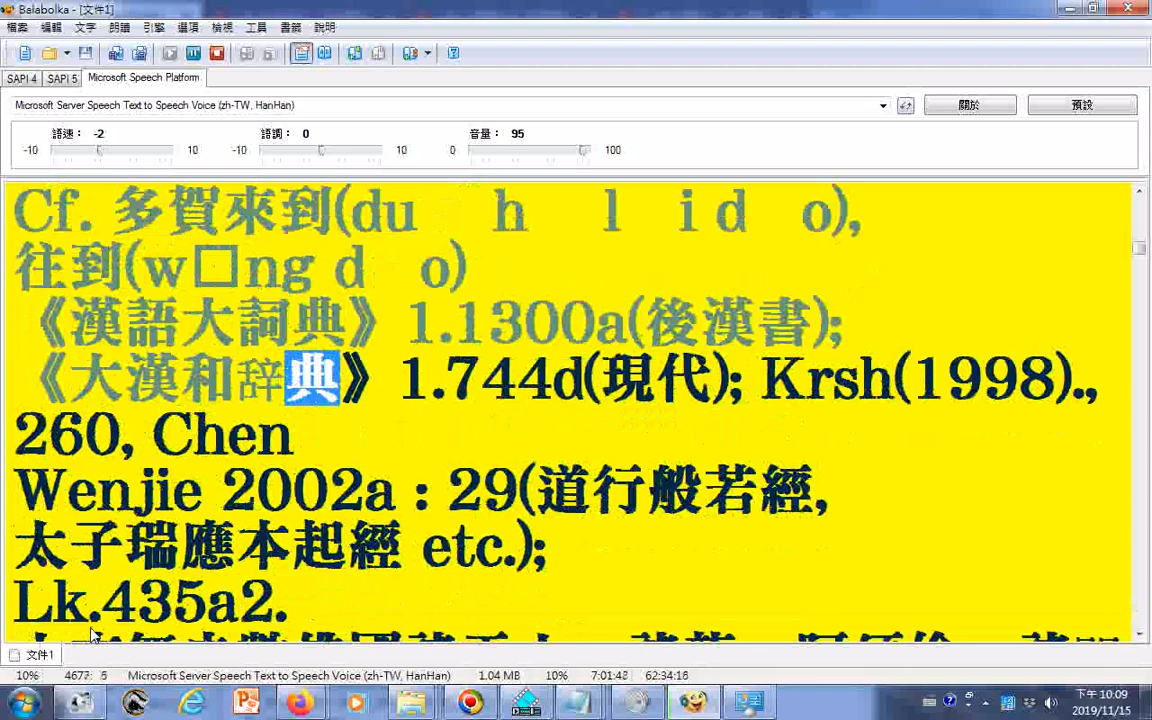 Balabolka - [文件1]
檔案 編輯 文字 朗讀 引擎 選項 檢視 工具 書籤 說明
SAPI 4 SAPI 5 Microsoft Speech Platform
Microsoft Server Speech Text to Speech Voice (zh-TW, HanHan) 關於 預設
語速： -2 語調： 0 音量： 95
-10 10 -10 10 0 100
Cf. 多賀來到(du h l i d o),
往到(w□ng d o)
《漢語大詞典》 1.1300a(後漢書);
《大漢和辞典》 1.744d(現代); Krsh(1998).,
260, Chen
Wenjie 2002a : 29(道行般若經,
太子瑞應本起經 etc.);
Lk.435a2.
文件1
10% Microsoft Server Speech Text to Speech Voice (zh-TW, HanHan) 1.04 MB 10% 7:01:48 62:34:16
下午 10:09
2019/11/15